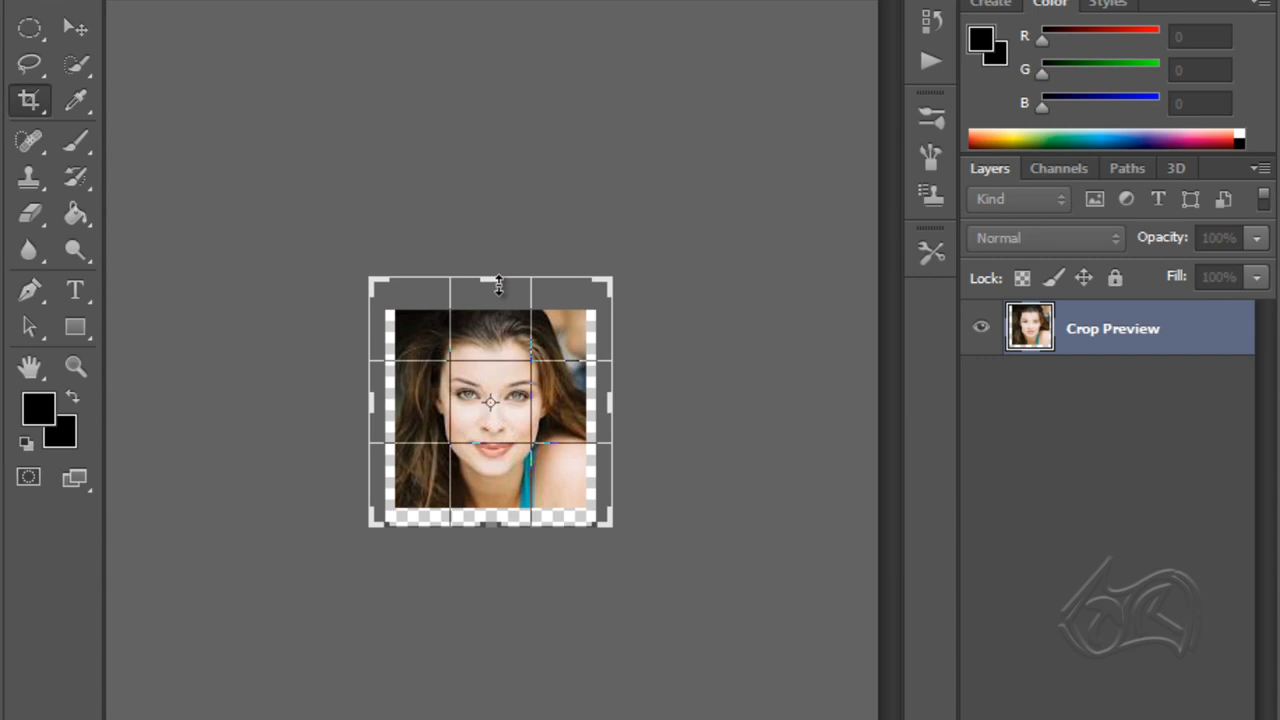 Create Color Styles
R 0
G 0
B 0
Layers Channels Paths 3D
Kind
Normal Opacity: 100%
Lock: Fill: 100%
Crop Preview